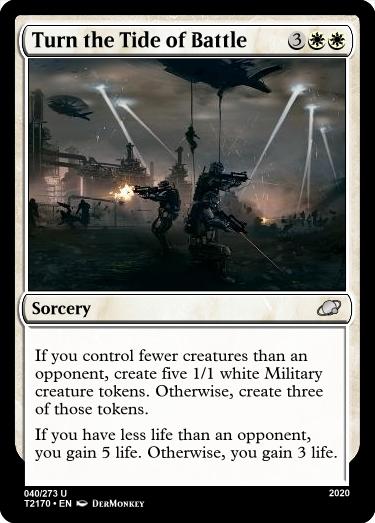 Turn the Tide of Battle 3
Sorcery
If you control fewer creatures than an
opponent, create five 1/1 white Military
creature tokens. Otherwise, create three
of those tokens.
If you have less life than an opponent,
you gain 5 life. Otherwise, you gain 3 life.
040/273 U 2020
T2170 • EN DerMonkey